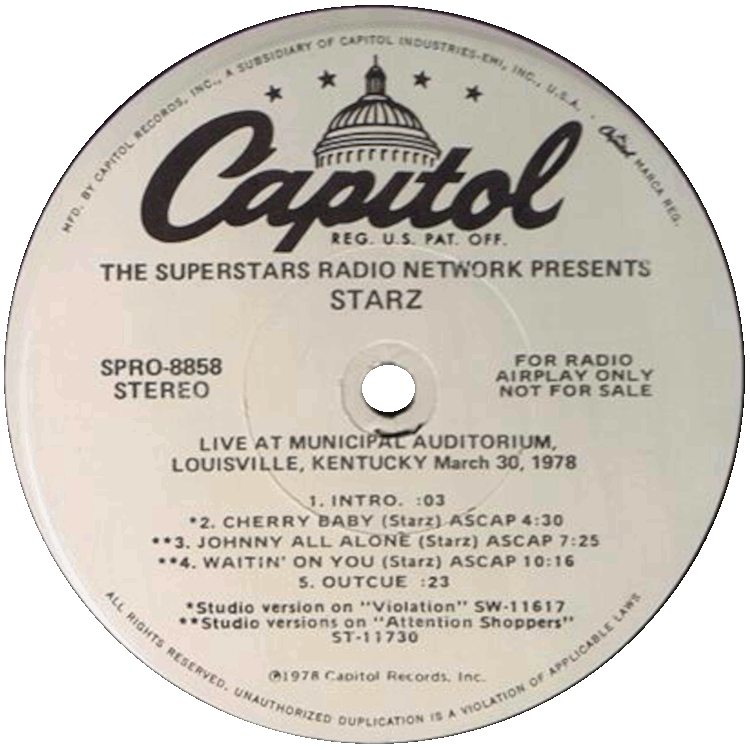 MFD. BY CAPITOL RECORDS, INC., A SUBSIDIARY OF CAPITOL INDUSTRIES-EMI, INC., U.S.A. · Capitol MARCA REG.
Capitol
REG. U.S. PAT. OFF.
THE SUPERSTARS RADIO NETWORK PRESENTS
STARZ
SPRO-8858
STEREO
FOR RADIO
AIRPLAY ONLY
NOT FOR SALE
LIVE AT MUNICIPAL AUDITORIUM,
LOUISVILLE, KENTUCKY March 30, 1978
1. INTRO. :03
*2. CHERRY BABY (Starz) ASCAP 4:30
**3. JOHNNY ALL ALONE (Starz) ASCAP 7:25
**4. WAITIN' ON YOU (Starz) ASCAP 10:16
5. OUTCUE :23
*Studio version on "Violation" SW-11617
**Studio versions on "Attention Shoppers"
ST-11730
℗1978 Capitol Records, Inc.
ALL RIGHTS RESERVED. UNAUTHORIZED DUPLICATION IS A VIOLATION OF APPLICABLE LAWS